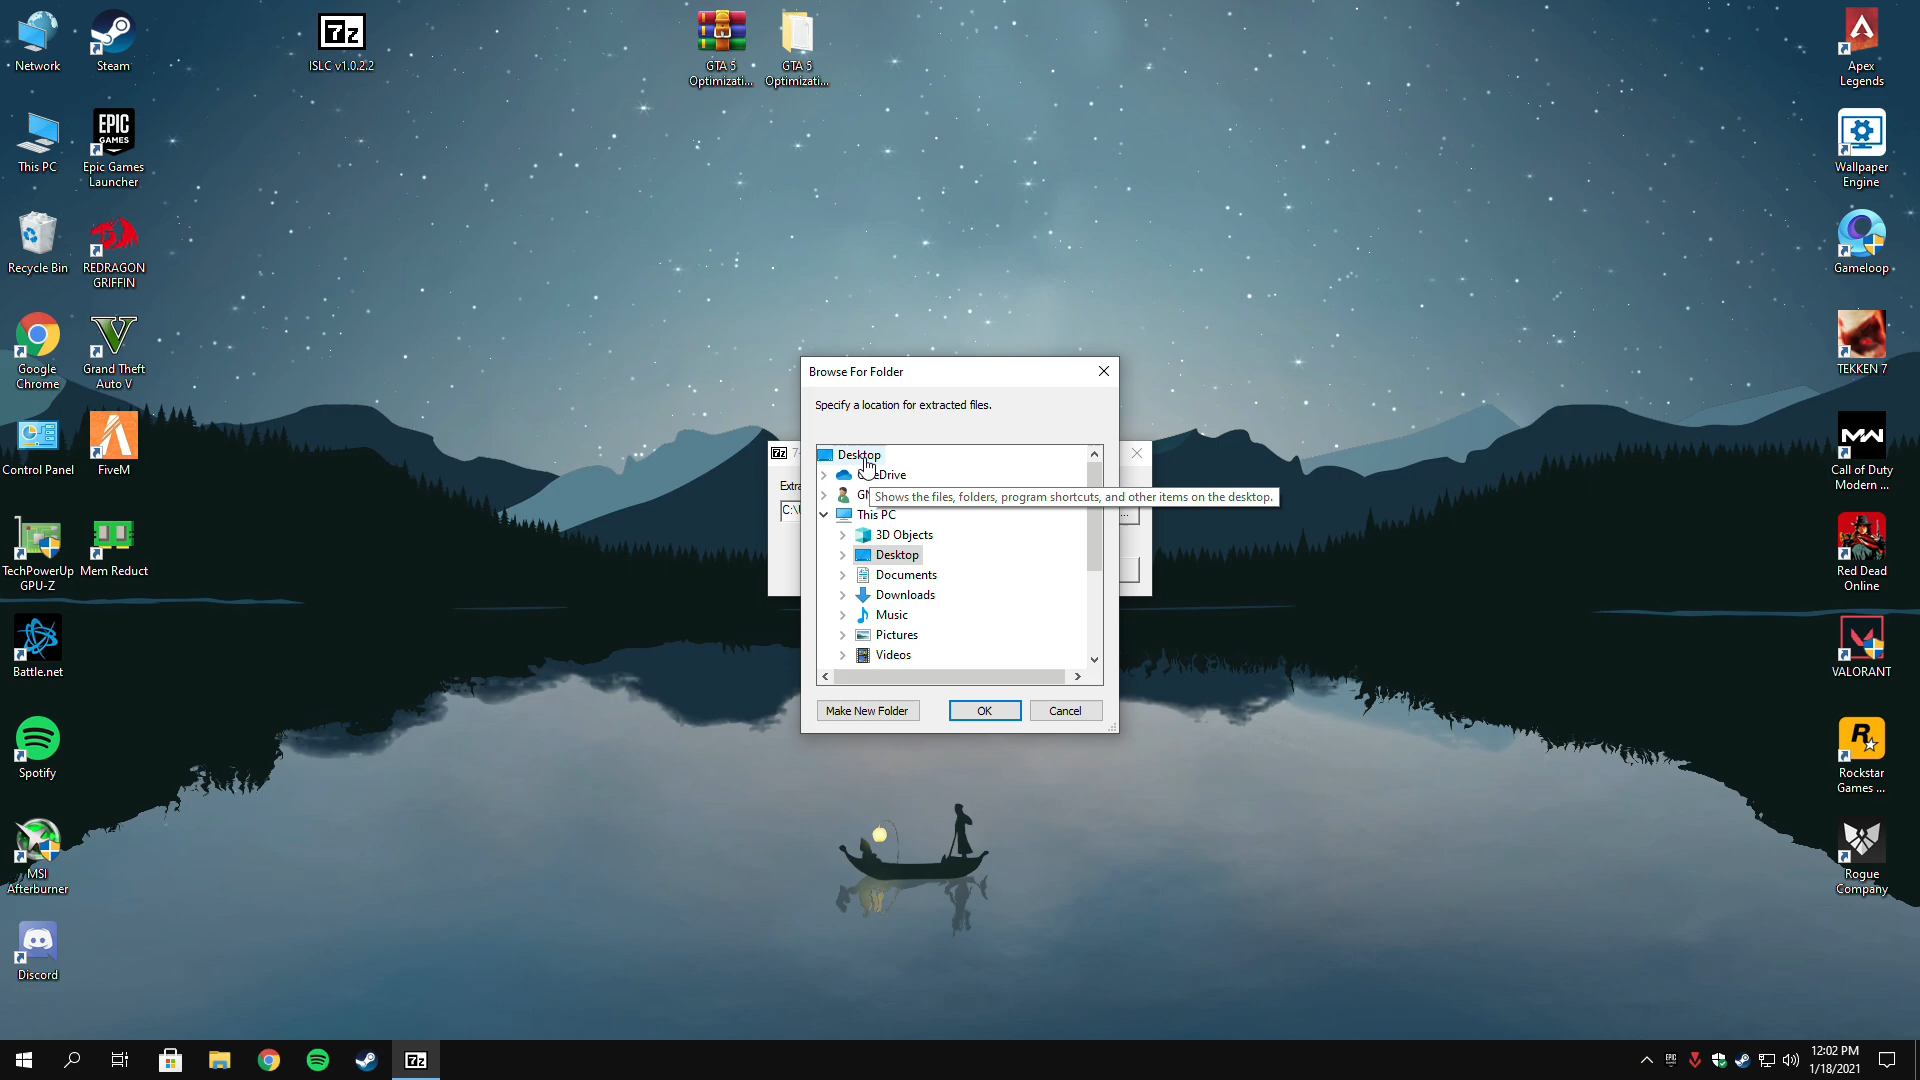 Network
Steam
ISLC v1.0.2.2
GTA 5
Optimizati...
GTA 5
Optimizati...
Apex
Legends
This PC
EPIC
GAMES
Epic Games
Launcher
Wallpaper
Engine
Recycle Bin
REDRAGON
GRIFFIN
Gameloop
Google
Chrome
Grand Theft
Auto V
TEKKEN 7
Control Panel
FiveM
Call of Duty
Modern ...
TechPowerUp
GPU-Z
Mem Reduct
Red Dead
Online
Battle.net
VALORANT
Spotify
Rockstar
Games ...
MSI
Afterburner
Rogue
Company
Discord
Browse For Folder
Specify a location for extracted files.
Desktop
Shows the files, folders, program shortcuts, and other items on the desktop.
This PC
3D Objects
Desktop
Documents
Downloads
Music
Pictures
Videos
Make New Folder
OK
Cancel
7z
7z
12:02 PM
1/18/2021